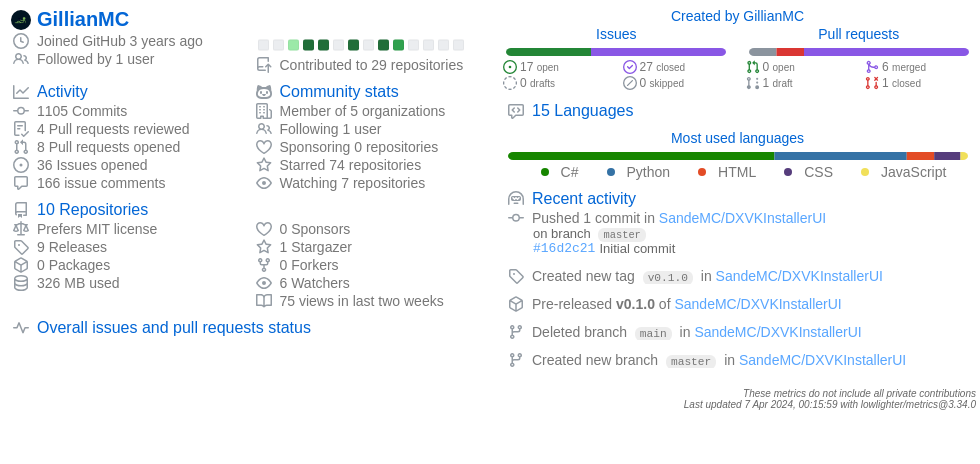 GillianMC
Joined GitHub 3 years ago
Followed by 1 user
Contributed to 29 repositories
Activity
1105 Commits
4 Pull requests reviewed
8 Pull requests opened
36 Issues opened
166 issue comments
Community stats
Member of 5 organizations
Following 1 user
Sponsoring 0 repositories
Starred 74 repositories
Watching 7 repositories
10 Repositories
Prefers MIT license
9 Releases
0 Packages
326 MB used
0 Sponsors
1 Stargazer
0 Forkers
6 Watchers
75 views in last two weeks
Overall issues and pull requests status
Created by GillianMC
Issues
17 open
27 closed
0 drafts
0 skipped
Pull requests
0 open
6 merged
1 draft
1 closed
15 Languages
Most used languages
C# Python HTML CSS JavaScript
Recent activity
Pushed 1 commit in SandeMC/DXVKInstallerUI
on branch master
#16d2c21 Initial commit
Created new tag v0.1.0 in SandeMC/DXVKInstallerUI
Pre-released v0.1.0 of SandeMC/DXVKInstallerUI
Deleted branch main in SandeMC/DXVKInstallerUI
Created new branch master in SandeMC/DXVKInstallerUI
These metrics do not include all private contributions
Last updated 7 Apr 2024, 00:15:59 with lowlighter/metrics@3.34.0